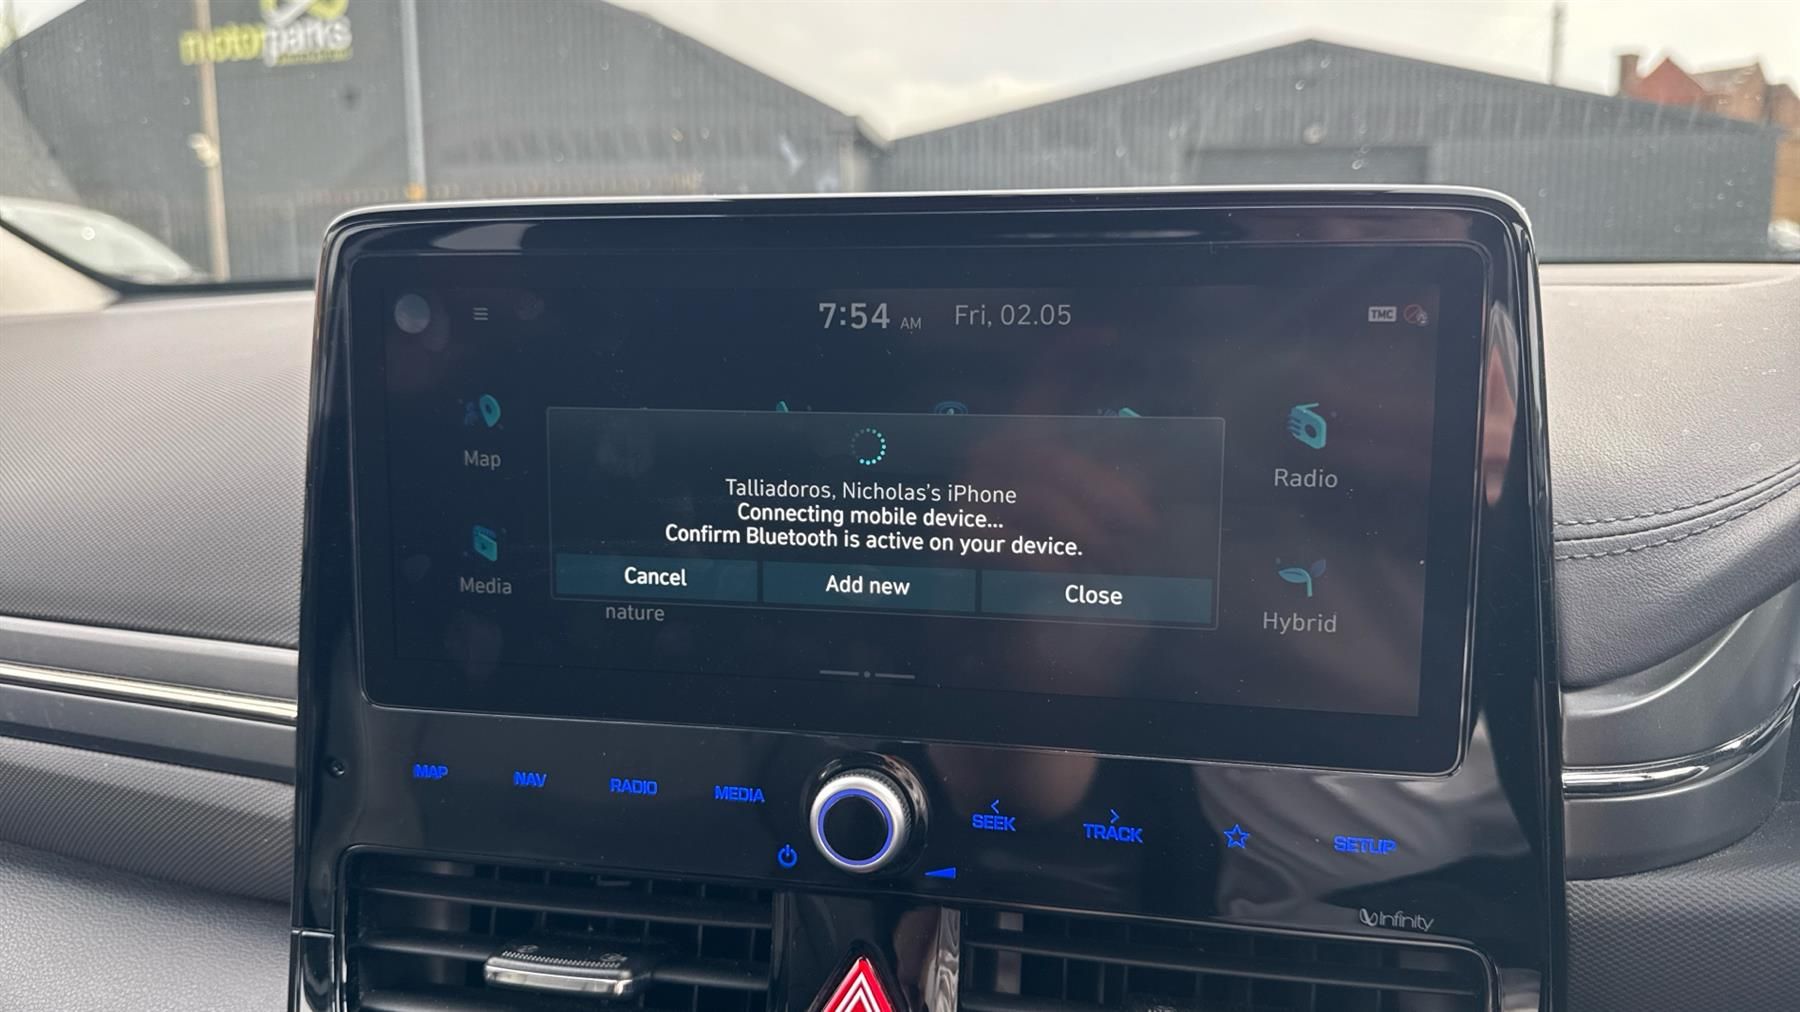 motorparks
7:54 AM Fri, 02.05
TMC
Map
Radio
Talliadoros, Nicholas's iPhone
Connecting mobile device...
Confirm Bluetooth is active on your device.
Cancel
Add new
Close
Media
nature
Hybrid
MAP
NAV
RADIO
MEDIA
SEEK
TRACK
SETUP
infinity